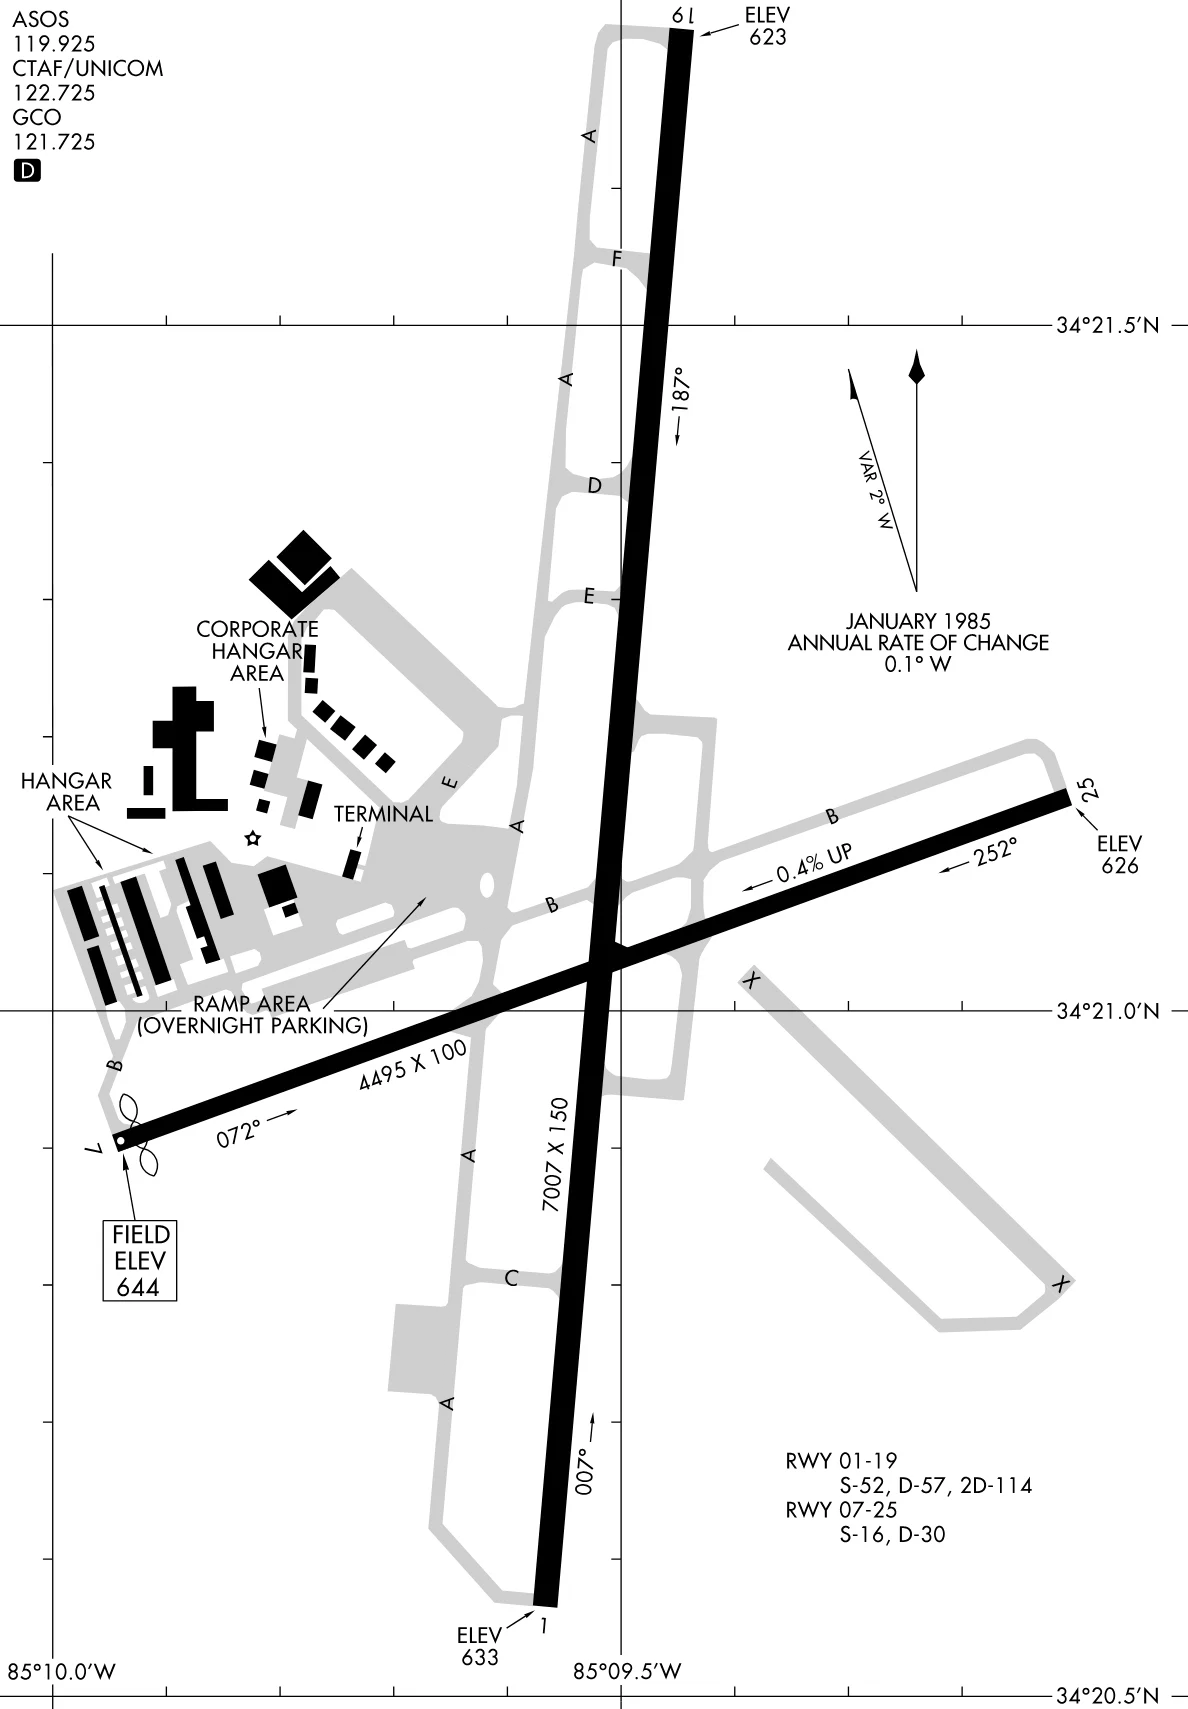 ASOS
119.925
CTAF/UNICOM
122.725
GCO
121.725
D
19
ELEV
623
A
F
34°21.5'N
A
187°
VAR 2° W
D
E
JANUARY 1985
ANNUAL RATE OF CHANGE
0.1° W
CORPORATE
HANGAR
AREA
HANGAR
AREA
E
TERMINAL
A
B
25
ELEV
626
0.4% UP
252°
B
X
RAMP AREA
(OVERNIGHT PARKING)
34°21.0'N
B
4495 X 100
072°
7
7007 X 150
A
FIELD
ELEV
644
C
X
A
007°
RWY 01-19
S-52, D-57, 2D-114
RWY 07-25
S-16, D-30
1
ELEV
633
85°10.0'W
85°09.5'W
34°20.5'N